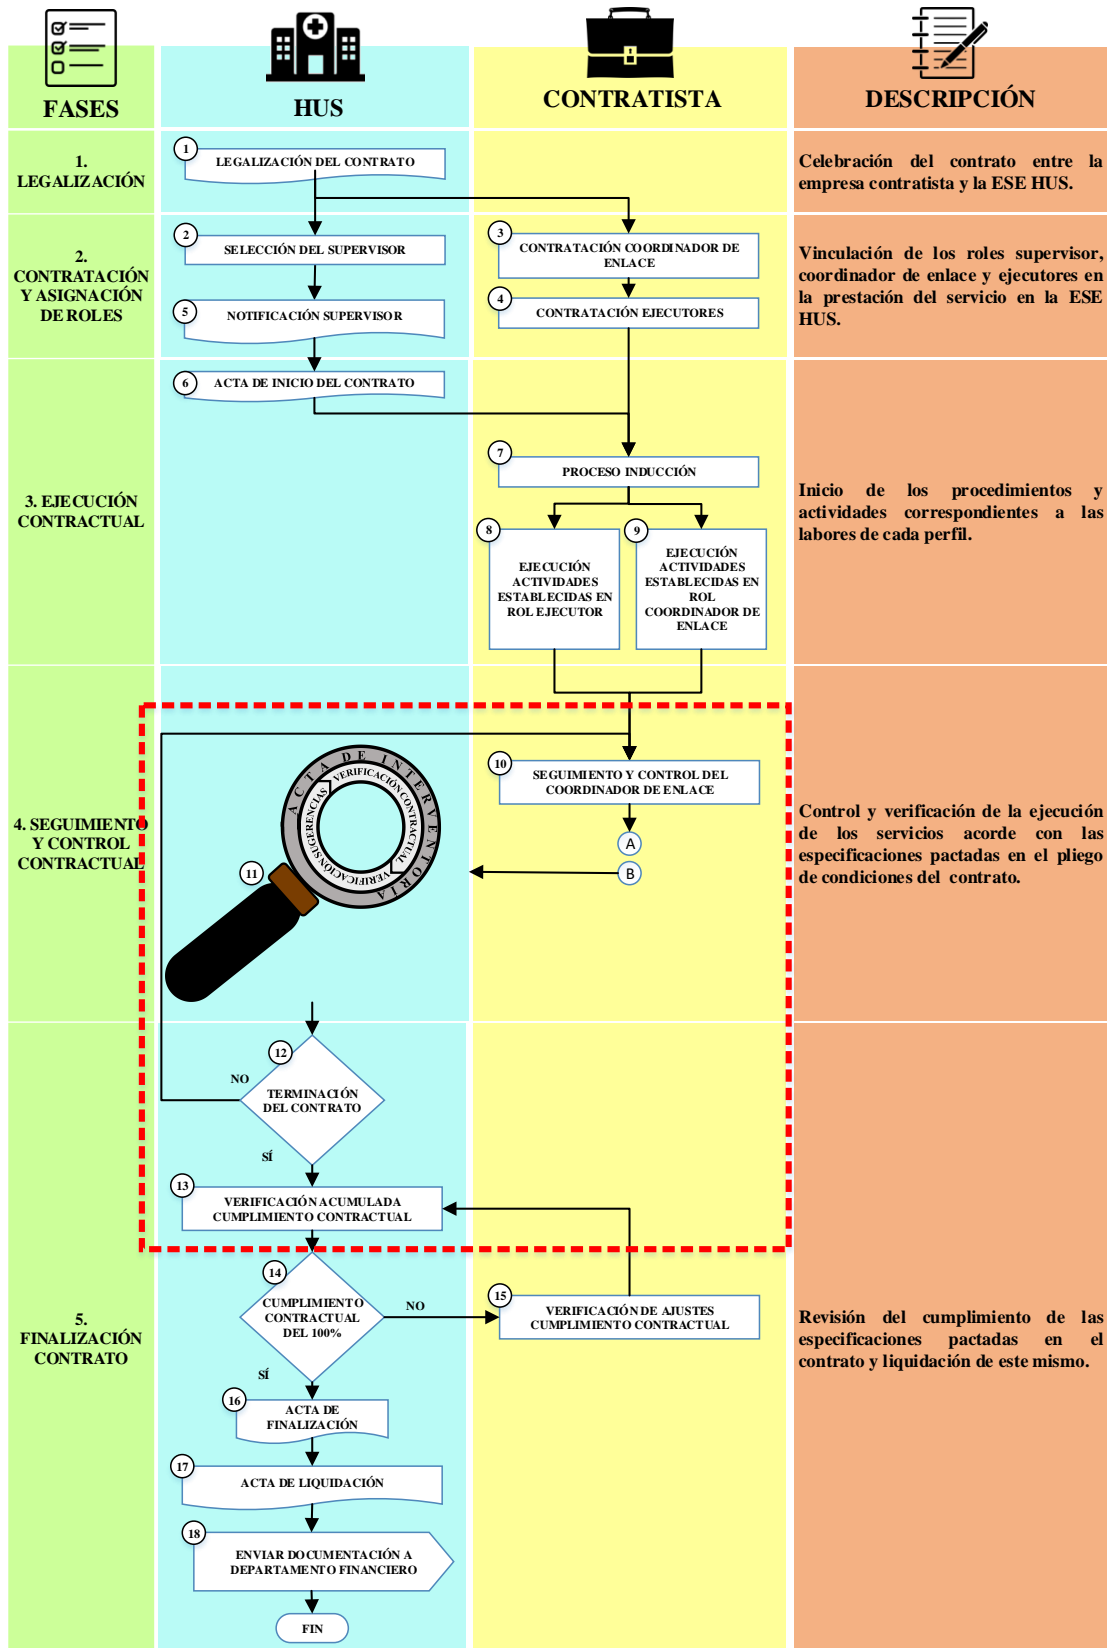 FASES
HUS
CONTRATISTA
DESCRIPCIÓN
1.
LEGALIZACIÓN
1
LEGALIZACIÓN DEL CONTRATO
Celebración del contrato entre la
empresa contratista y la ESE HUS.
2.
CONTRATACIÓN
Y ASIGNACIÓN
DE ROLES
2
SELECCIÓN DEL SUPERVISOR
3
CONTRATACIÓN COORDINADOR DE
ENLACE
4
CONTRATACIÓN EJECUTORES
5
NOTIFICACIÓN SUPERVISOR
Vinculación de los roles supervisor,
coordinador de enlace y ejecutores en
la prestación del servicio en la ESE
HUS.
3. EJECUCIÓN
CONTRACTUAL
6
ACTA DE INICIO DEL CONTRATO
7
PROCESO INDUCCIÓN
8
EJECUCIÓN
ACTIVIDADES
ESTABLECIDAS EN
ROL EJECUTOR
9
EJECUCIÓN
ACTIVIDADES
ESTABLECIDAS EN
ROL
COORDINADOR DE
ENLACE
Inicio de los procedimientos y
actividades correspondientes a las
labores de cada perfil.
4. SEGUIMIENTO
Y CONTROL
CONTRACTUAL
10
SEGUIMIENTO Y CONTROL DEL
COORDINADOR DE ENLACE
A
B
11
ACTA DE INTERVENTORIA
VERIFICACIÓN CONTRACTUAL
VERIFICACIÓN SUGERENCIAS
Control y verificación de la ejecución
de los servicios acorde con las
especificaciones pactadas en el pliego
de condiciones del contrato.
5.
FINALIZACIÓN
CONTRATO
12
TERMINACIÓN
DEL CONTRATO
NO
SÍ
13
VERIFICACIÓN ACUMULADA
CUMPLIMIENTO CONTRACTUAL
14
CUMPLIMIENTO
CONTRACTUAL
DEL 100%
NO
SÍ
15
VERIFICACIÓN DE AJUSTES
CUMPLIMIENTO CONTRACTUAL
16
ACTA DE
FINALIZACIÓN
17
ACTA DE LIQUIDACIÓN
18
ENVIAR DOCUMENTACIÓN A
DEPARTAMENTO FINANCIERO
FIN
Revisión del cumplimiento de las
especificaciones pactadas en el
contrato y liquidación de este mismo.